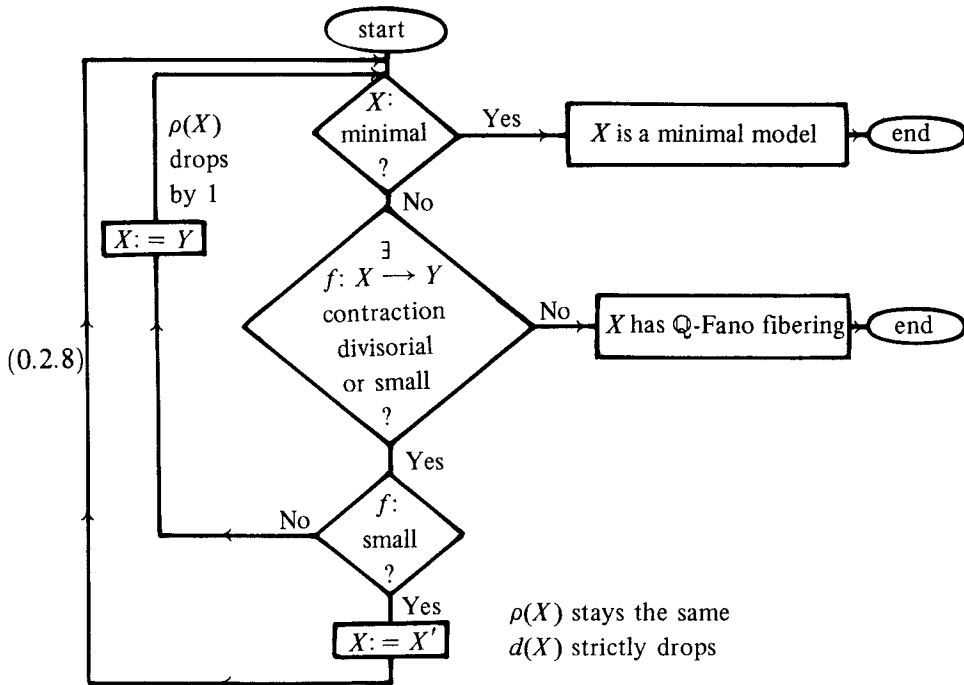 start
X:
minimal
?
Yes
X is a minimal model
end
ρ(X)
drops
by 1
No
X: = Y
∃
f: X ⟶ Y
contraction
divisorial
or small
?
No
X has ℚ-Fano fibering
end
(0.2.8)
Yes
f:
small
?
No
Yes
X: = X′
ρ(X) stays the same
d(X) strictly drops